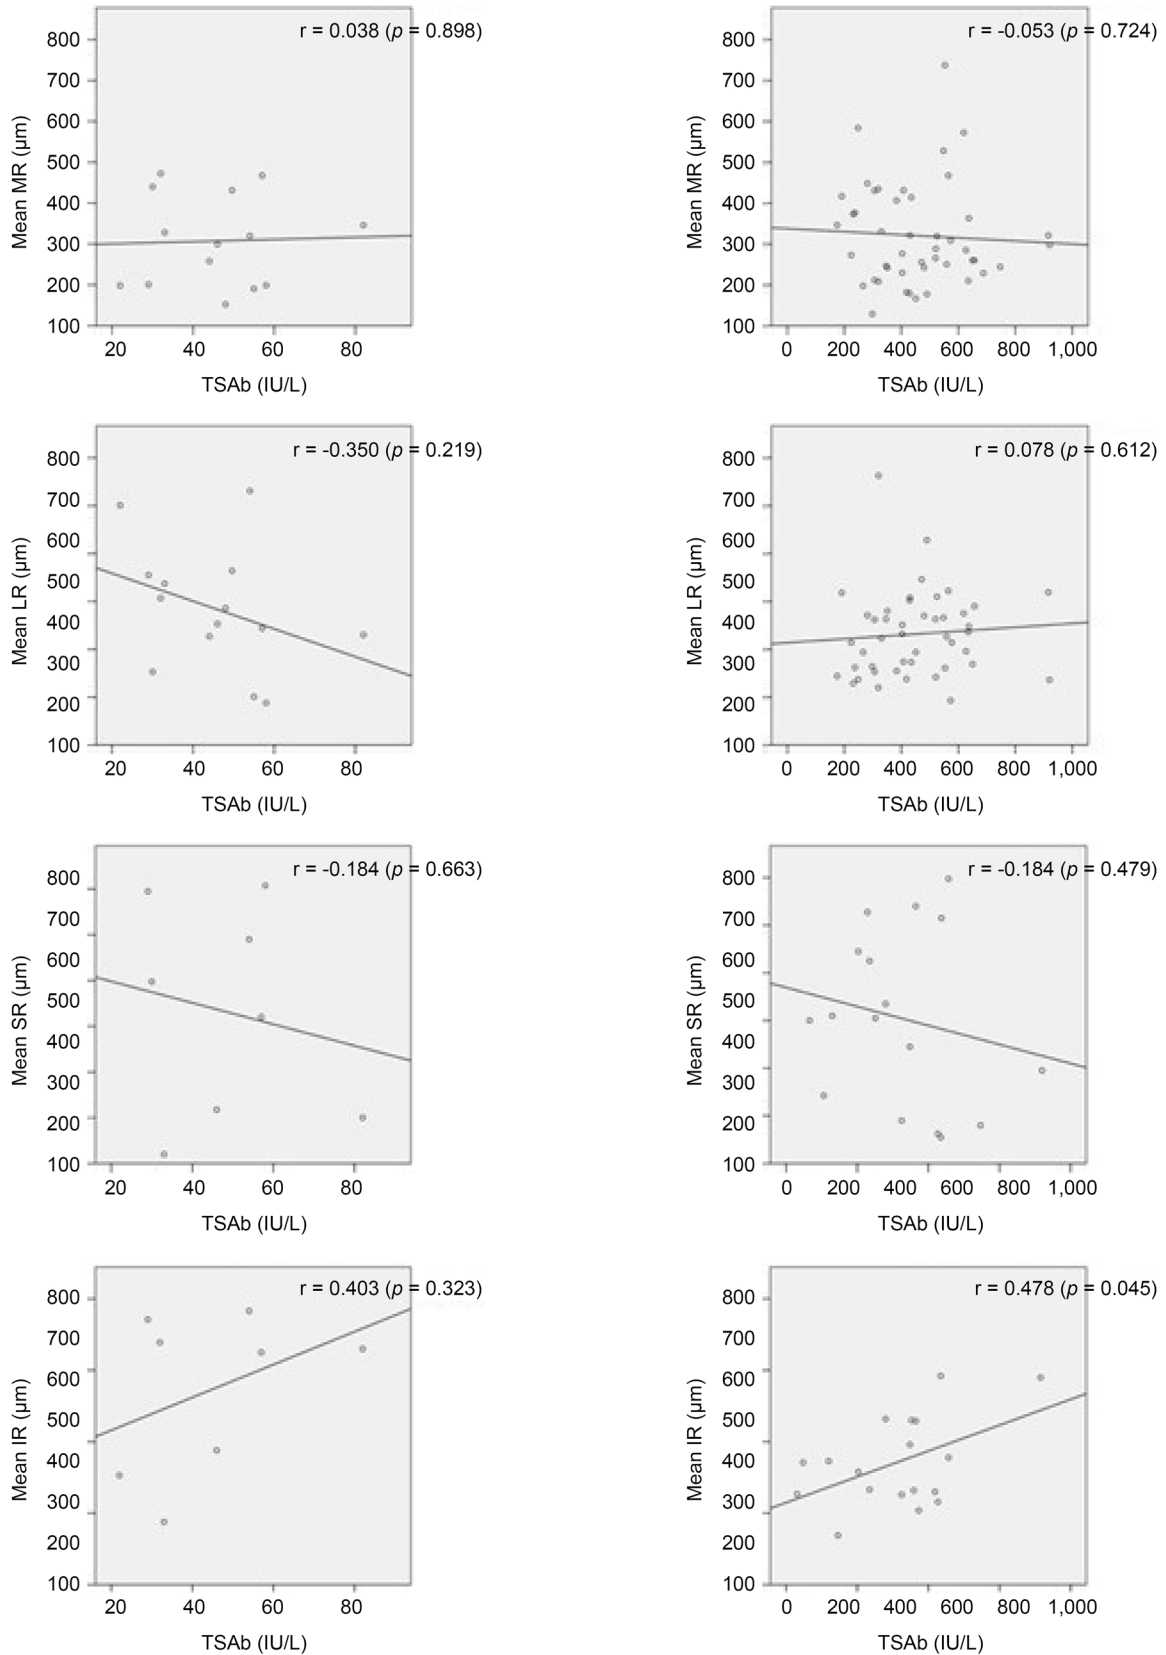 r = 0.038 (p = 0.898)
800
700
600
500
400
300
200
100
Mean MR (μm)
20 40 60 80
TSAb (IU/L)
r = -0.053 (p = 0.724)
800
700
600
500
400
300
200
100
Mean MR (μm)
0 200 400 600 800 1,000
TSAb (IU/L)
r = -0.350 (p = 0.219)
800
700
600
500
400
300
200
100
Mean LR (μm)
20 40 60 80
TSAb (IU/L)
r = 0.078 (p = 0.612)
800
700
600
500
400
300
200
100
Mean LR (μm)
0 200 400 600 800 1,000
TSAb (IU/L)
r = -0.184 (p = 0.663)
800
700
600
500
400
300
200
100
Mean SR (μm)
20 40 60 80
TSAb (IU/L)
r = -0.184 (p = 0.479)
800
700
600
500
400
300
200
100
Mean SR (μm)
0 200 400 600 800 1,000
TSAb (IU/L)
r = 0.403 (p = 0.323)
800
700
600
500
400
300
200
100
Mean IR (μm)
20 40 60 80
TSAb (IU/L)
r = 0.478 (p = 0.045)
800
700
600
500
400
300
200
100
Mean IR (μm)
0 200 400 600 800 1,000
TSAb (IU/L)